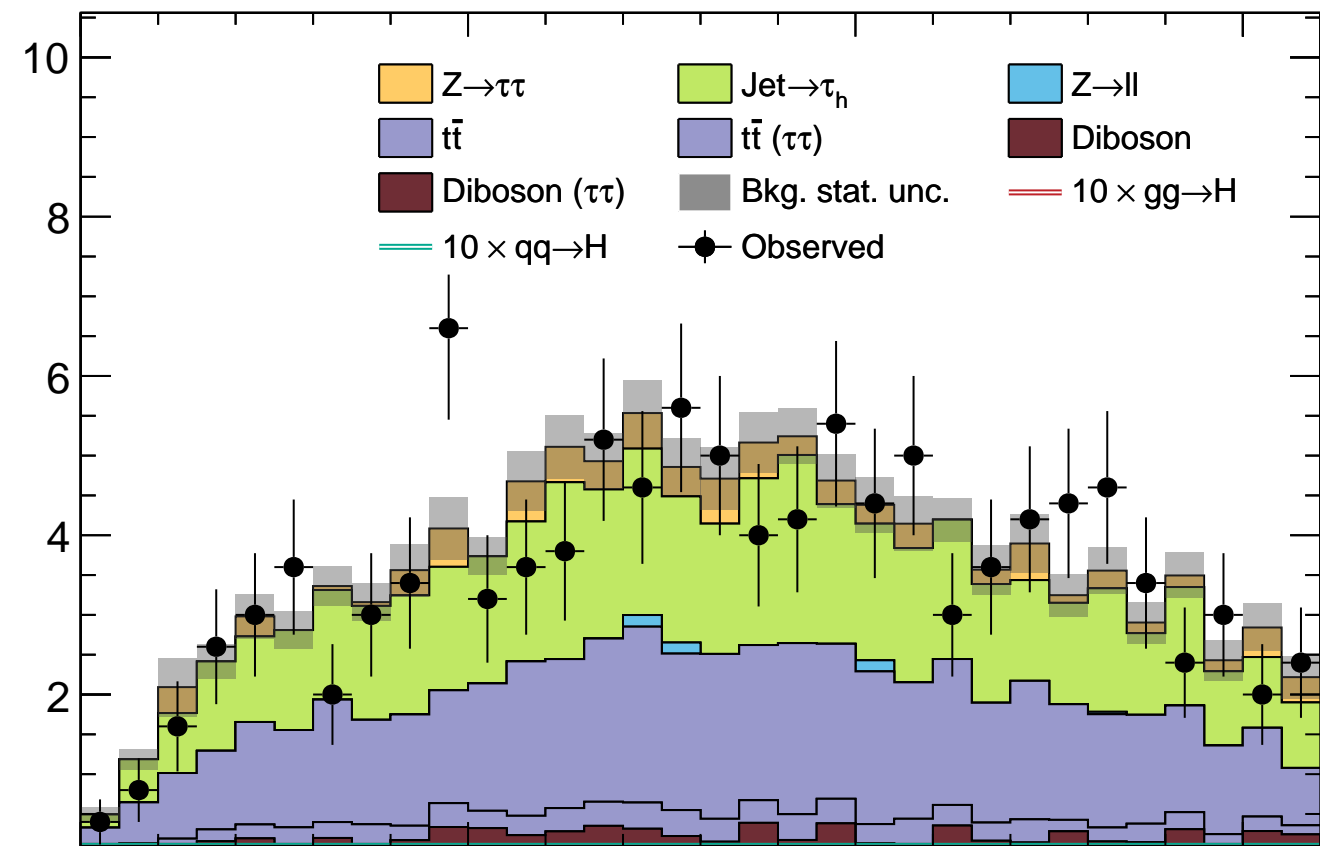 10
8
6
4
2
Z→ττ Jet→τh Z→ll
tt̄ tt̄ (ττ) Diboson
Diboson (ττ) Bkg. stat. unc. 10 × gg→H
10 × qq→H Observed